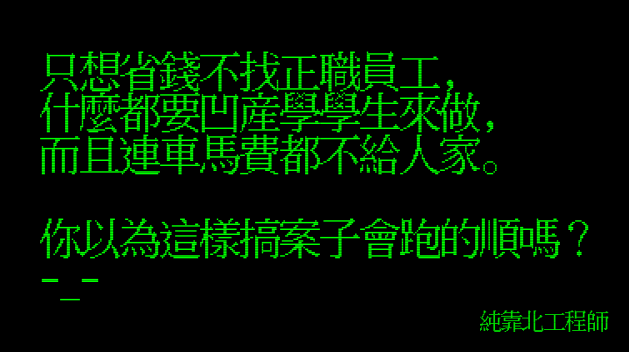 只想省錢不找正職員工，
什麼都要凹産學學生來做，
而且連車馬費都不給人家。
你以為這樣搞案子會跑的順嗎？
-_-
純靠北工程師